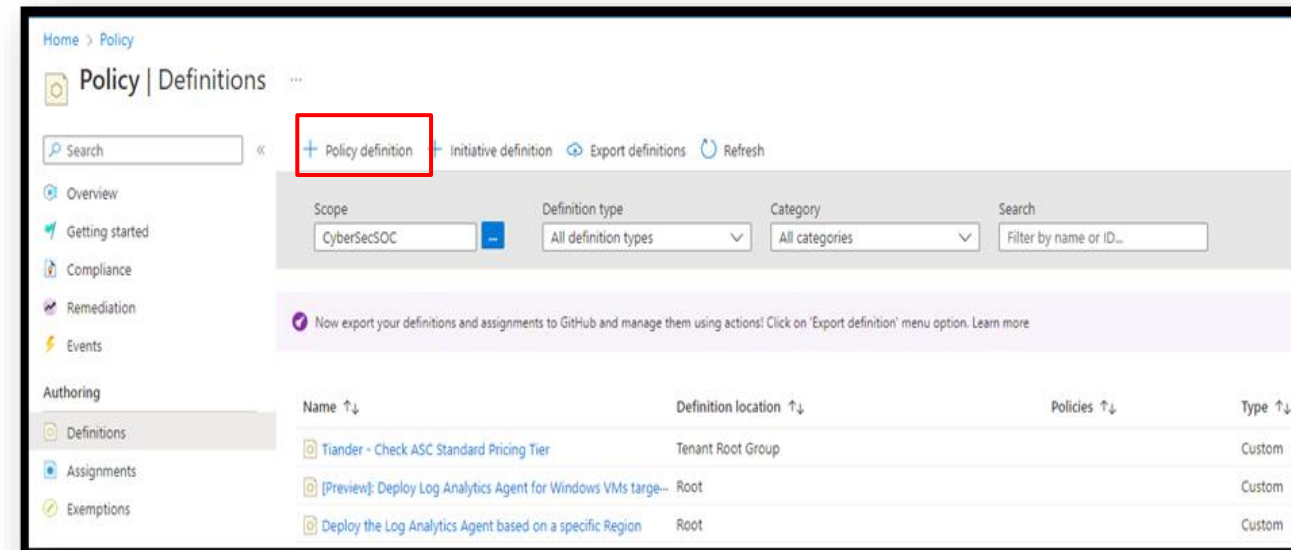 Home > Policy
Policy | Definitions ...
Search «
+ Policy definition + Initiative definition Export definitions Refresh
Overview
Getting started
Compliance
Remediation
Events
Authoring
Definitions
Assignments
Exemptions
Scope Definition type Category Search
CyberSecSOC ... All definition types All categories Filter by name or ID...
Now export your definitions and assignments to GitHub and manage them using actions! Click on 'Export definition' menu option. Learn more
Name ↑↓ Definition location ↑↓ Policies ↑↓ Type ↑↓
Tiander - Check ASC Standard Pricing Tier Tenant Root Group Custom
[Preview]: Deploy Log Analytics Agent for Windows VMs targe... Root Custom
Deploy the Log Analytics Agent based on a specific Region Root Custom